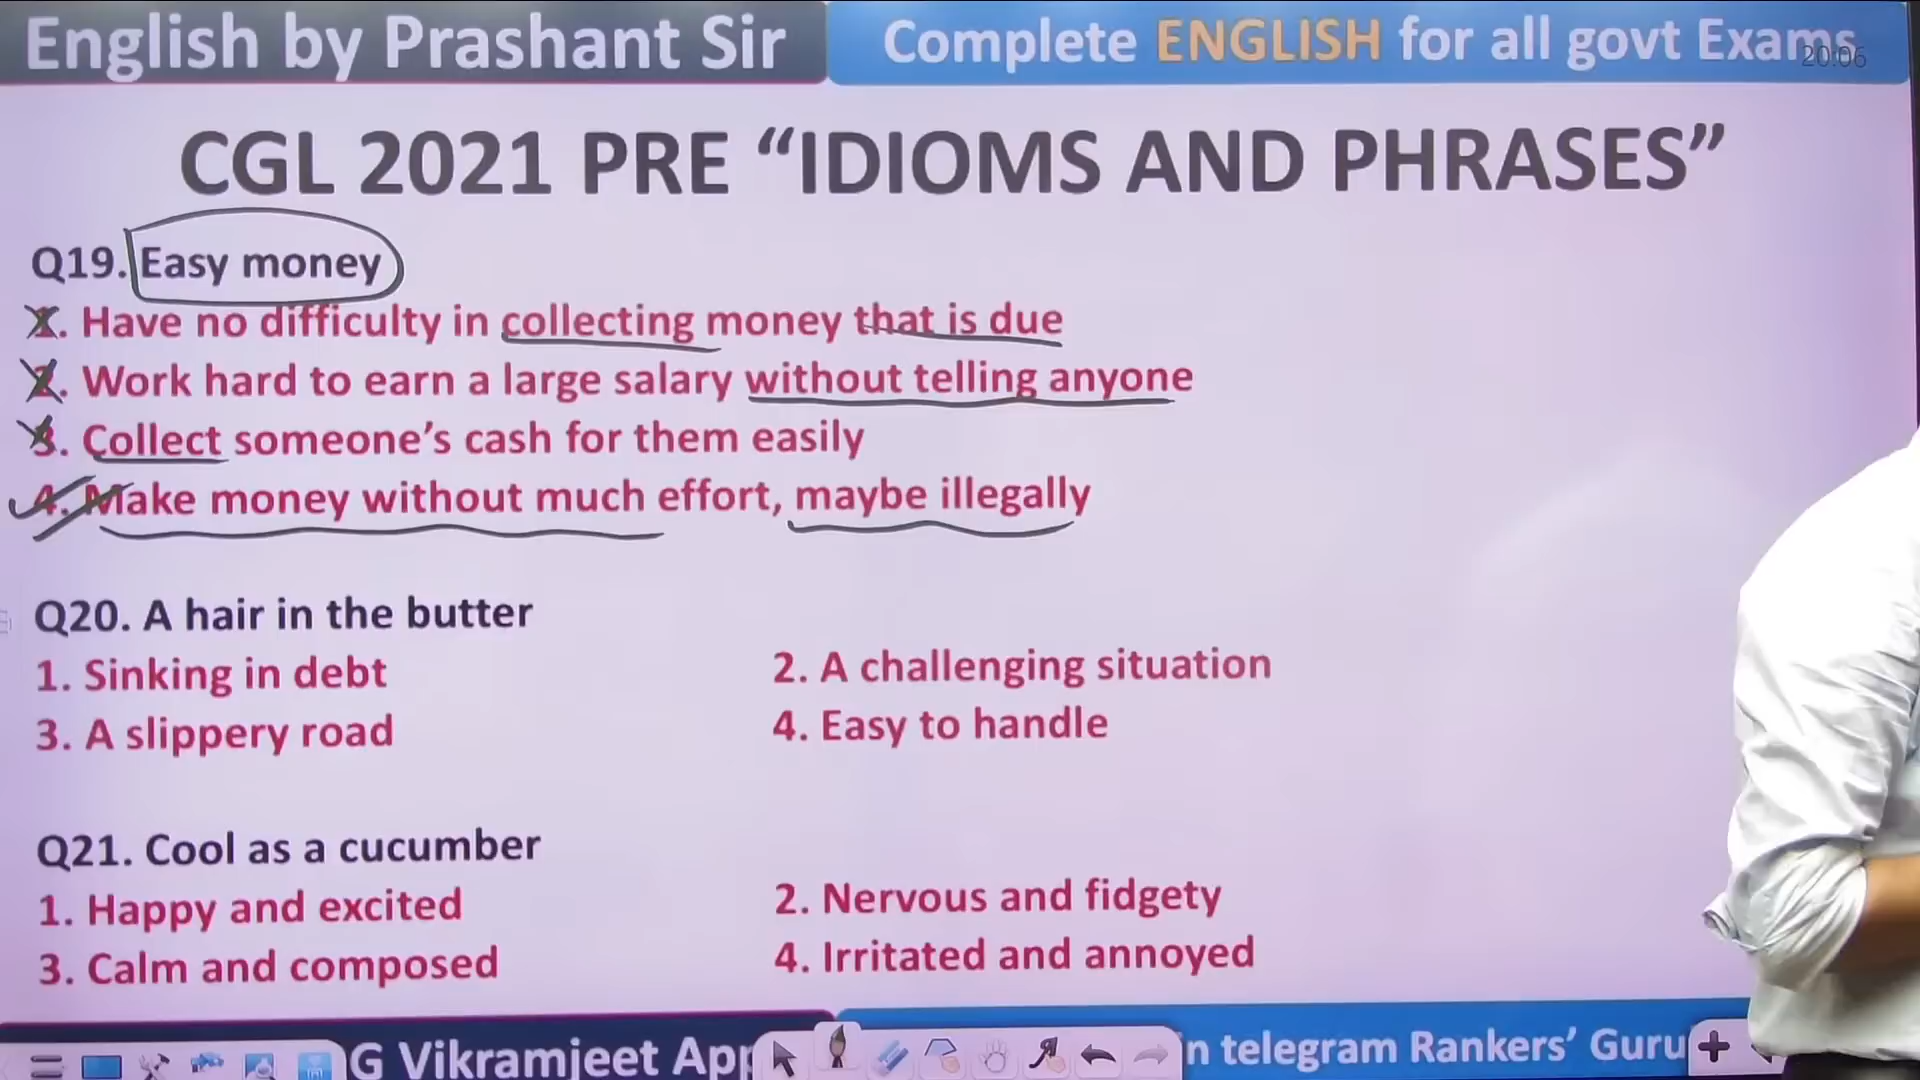 English by Prashant Sir
Complete ENGLISH for all govt Exams
20:06
CGL 2021 PRE “IDIOMS AND PHRASES”
Q19. Easy money
1. Have no difficulty in collecting money that is due
2. Work hard to earn a large salary without telling anyone
3. Collect someone’s cash for them easily
4. Make money without much effort, maybe illegally
Q20. A hair in the butter
1. Sinking in debt
2. A challenging situation
3. A slippery road
4. Easy to handle
Q21. Cool as a cucumber
1. Happy and excited
2. Nervous and fidgety
3. Calm and composed
4. Irritated and annoyed
G Vikramjeet App
n telegram Rankers’ Guru